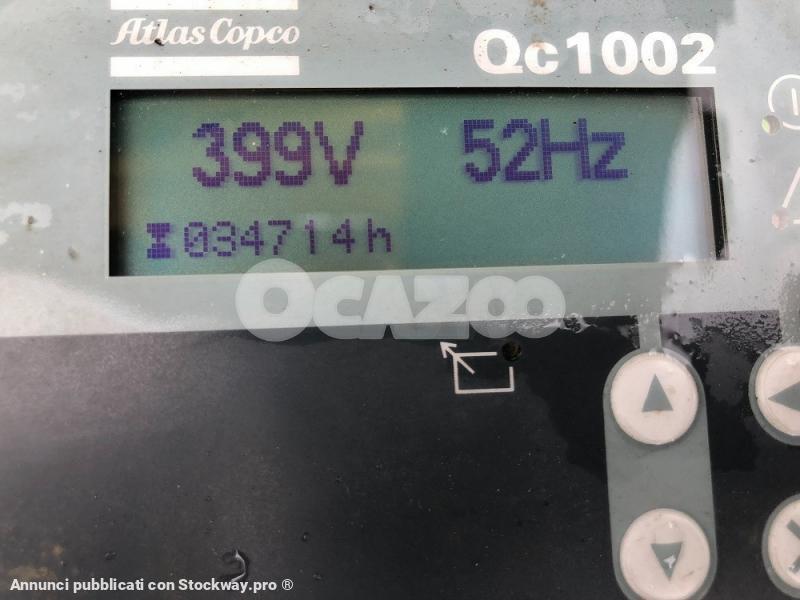 Atlas Copco
Qc1002
399V 52Hz
034714h
OCAZOO
Annunci pubblicati con Stockway.pro ®